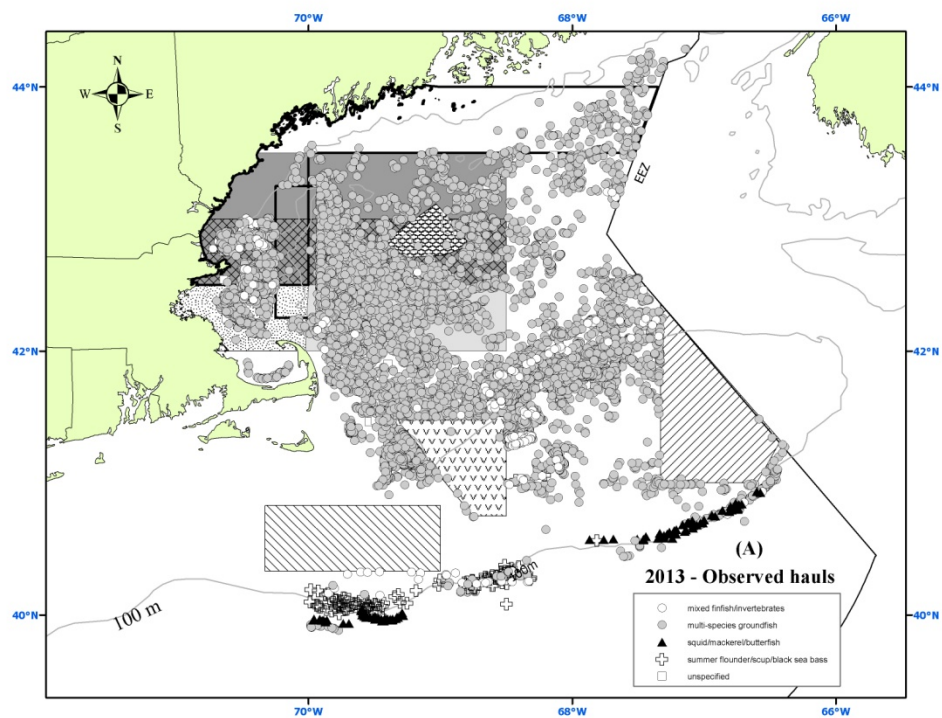 70°W 68°W 66°W
N
W E
S
44°N 44°N
EEZ
42°N 42°N
(A)
2013 - Observed hauls
100m
100 m
40°N 40°N
mixed finfish/invertebrates
multi-species groundfish
squid/mackerel/butterfish
summer flounder/scup/black sea bass
unspecified
70°W 68°W 66°W